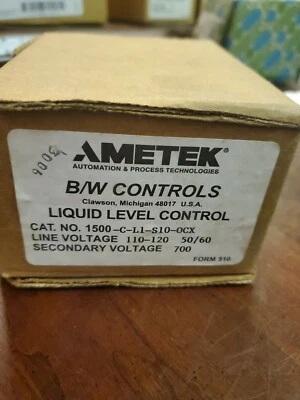 3006
AMETEK®
AUTOMATION & PROCESS TECHNOLOGIES
B/W CONTROLS
Clawson, Michigan 48017 U.S.A.
LIQUID LEVEL CONTROL
CAT. NO. 1500-C-L1-S10-OCX
LINE VOLTAGE 110-120 50/60
SECONDARY VOLTAGE 700
FORM 510